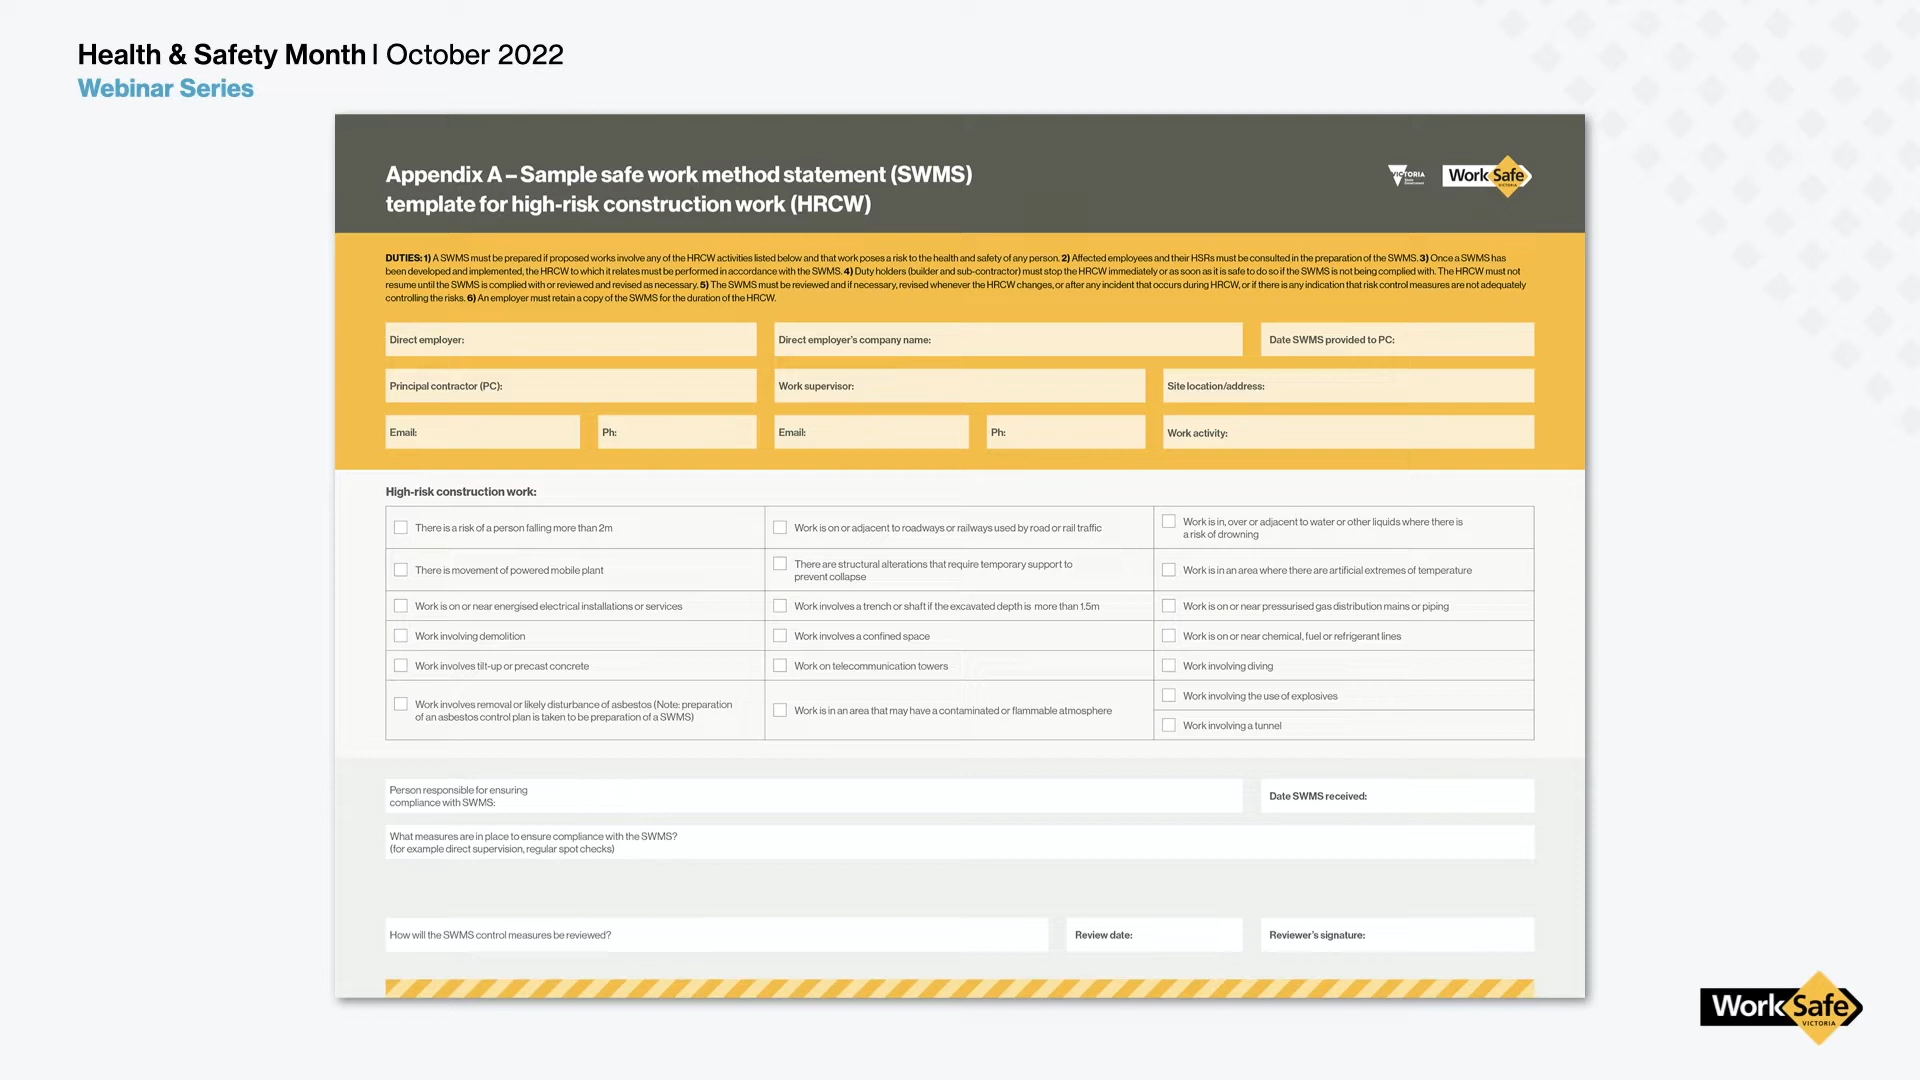 Health & Safety Month | October 2022
Webinar Series
Appendix A – Sample safe work method statement (SWMS)
template for high-risk construction work (HRCW)
VICTORIA
State
Government
WorkSafe
VICTORIA
DUTIES: 1) A SWMS must be prepared if proposed works involve any of the HRCW activities listed below and that work poses a risk to the health and safety of any person. 2) Affected employees and their HSRs must be consulted in the preparation of the SWMS. 3) Once a SWMS has
been developed and implemented, the HRCW to which it relates must be performed in accordance with the SWMS. 4) Duty holders (builder and sub-contractor) must stop the HRCW immediately or as soon as it is safe to do so if the SWMS is not being complied with. The HRCW must not
resume until the SWMS is complied with or reviewed and revised as necessary. 5) The SWMS must be reviewed and if necessary, revised whenever the HRCW changes, or after any incident that occurs during HRCW, or if there is any indication that risk control measures are not adequately
controlling the risks. 6) An employer must retain a copy of the SWMS for the duration of the HRCW.
Direct employer:
Direct employer's company name:
Date SWMS provided to PC:
Principal contractor (PC):
Work supervisor:
Site location/address:
Email:
Ph:
Email:
Ph:
Work activity:
High-risk construction work:
There is a risk of a person falling more than 2m
Work is on or adjacent to roadways or railways used by road or rail traffic
Work is in, over or adjacent to water or other liquids where there is
a risk of drowning
There is movement of powered mobile plant
There are structural alterations that require temporary support to
prevent collapse
Work is in an area where there are artificial extremes of temperature
Work is on or near energised electrical installations or services
Work involves a trench or shaft if the excavated depth is more than 1.5m
Work is on or near pressurised gas distribution mains or piping
Work involving demolition
Work involves a confined space
Work is on or near chemical, fuel or refrigerant lines
Work involves tilt-up or precast concrete
Work on telecommunication towers
Work involving diving
Work involves removal or likely disturbance of asbestos (Note: preparation
of an asbestos control plan is taken to be preparation of a SWMS)
Work is in an area that may have a contaminated or flammable atmosphere
Work involving the use of explosives
Work involving a tunnel
Person responsible for ensuring
compliance with SWMS:
Date SWMS received:
What measures are in place to ensure compliance with the SWMS?
(for example direct supervision, regular spot checks)
How will the SWMS control measures be reviewed?
Review date:
Reviewer's signature:
WorkSafe
VICTORIA